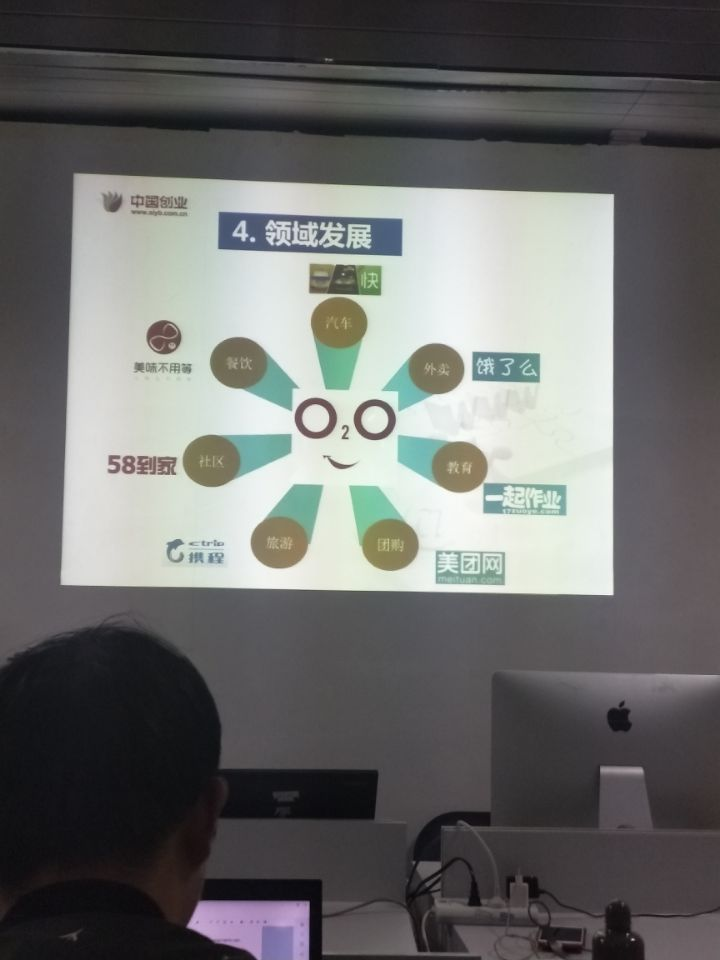 中国创业
www.oiyb.com.cn
4. 领域发展
快
汽车
美味不用等
餐饮
外卖
饿了么
O2O
58到家
社区
教育
一起作业
17zuoye.com
旅游
团购
ctrip
携程
美团网
meituan.com